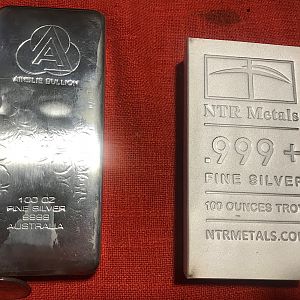 AINSLIE BULLION
100 OZ
FINE SILVER
9999
AUSTRALIA
NTR Metals
.999+
FINE SILVER
100 OUNCES TROY
NTRMETALS.COM